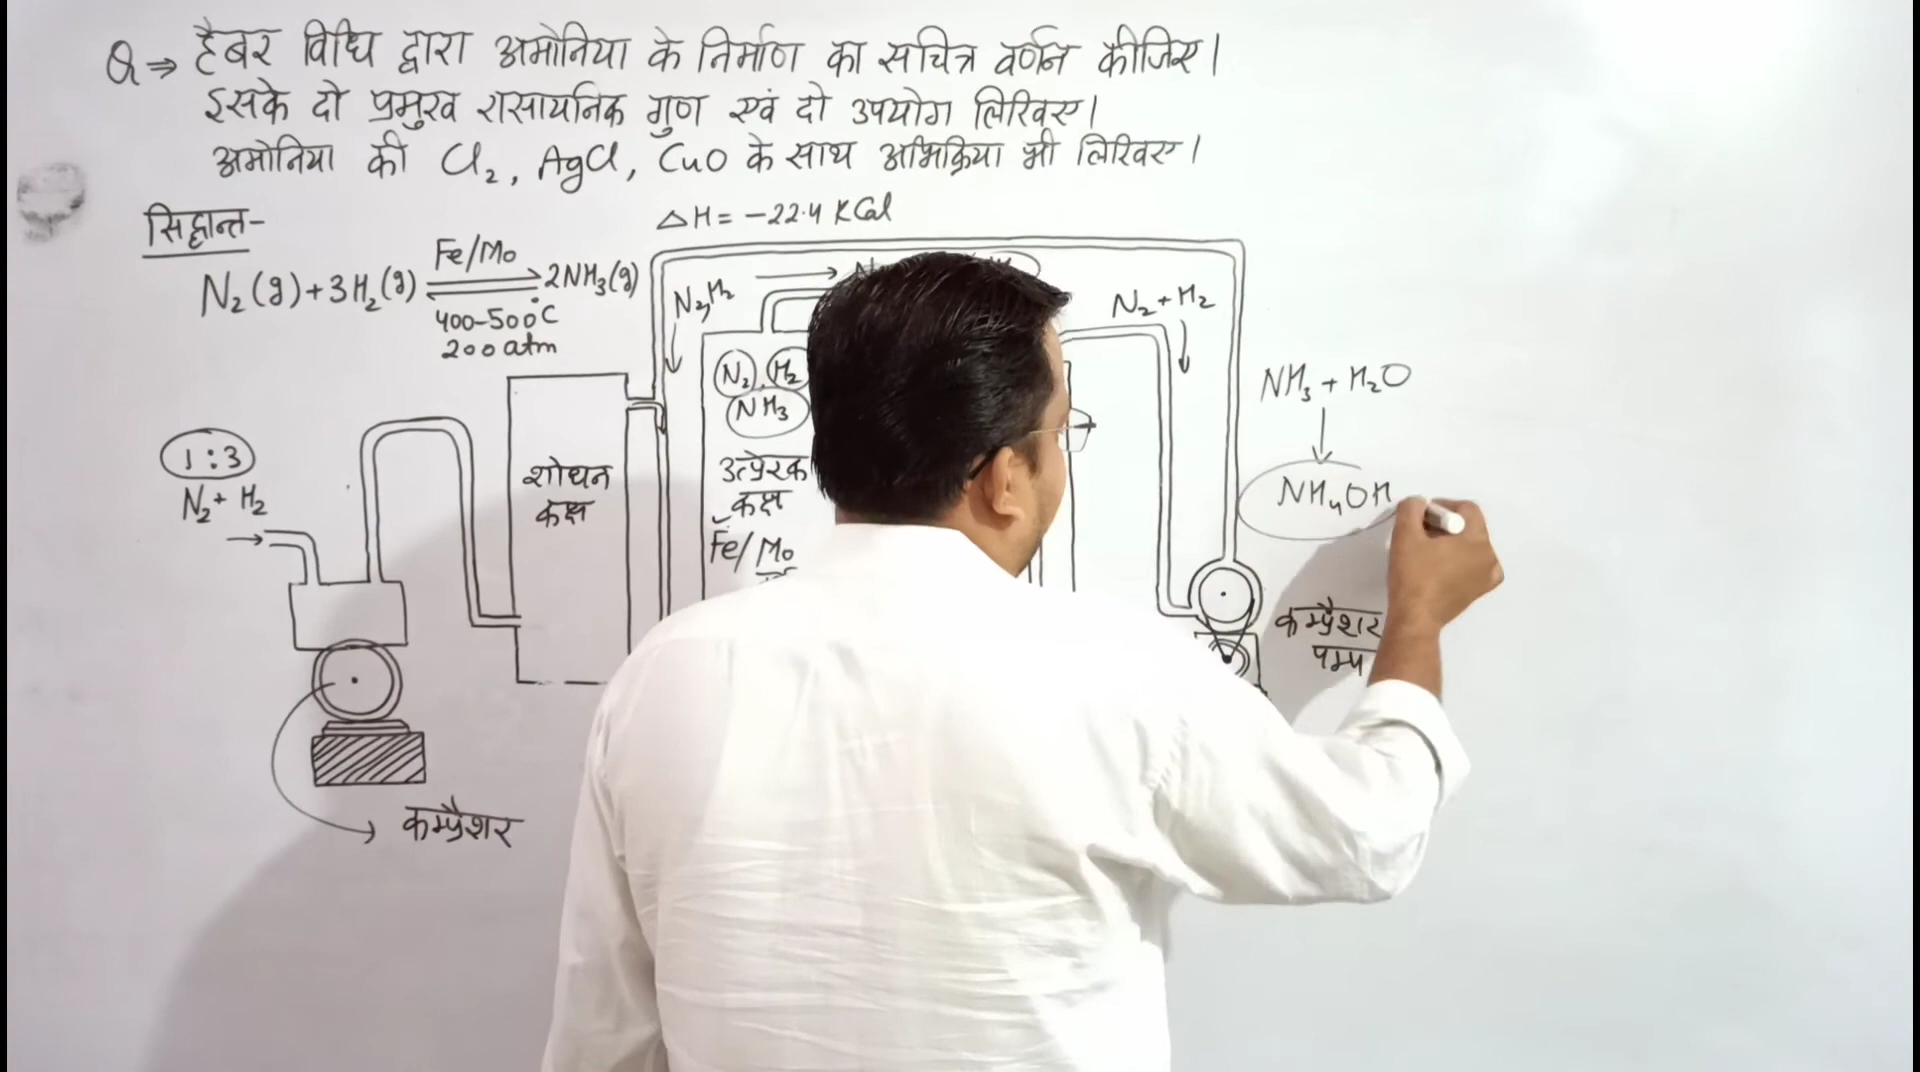 Q ⇒ हैबर विधि द्वारा अमोनिया के निर्माण का सचित्र वर्णन कीजिए।
इसके दो प्रमुख रासायनिक गुण एवं दो उपयोग लिखिए।
अमोनिया की Cl₂, AgCl, CuO के साथ अभिक्रिया भी लिखिए।
सिद्धान्त-
△H = -22.4 KCal
Fe/Mo
N₂(g) + 3H₂(g) ⇌ 2NH₃(g)
400-500°C
200 atm
N₂, H₂
N₂ + H₂
N₂, H₂
NH₃
NH₃ + H₂O
↓
NH₄OH
1 : 3
N₂ + H₂
→
शोधन
कक्ष
उत्प्रेरक
कक्ष
Fe/Mo
कम्प्रैशर
पम्प
कम्प्रैशर